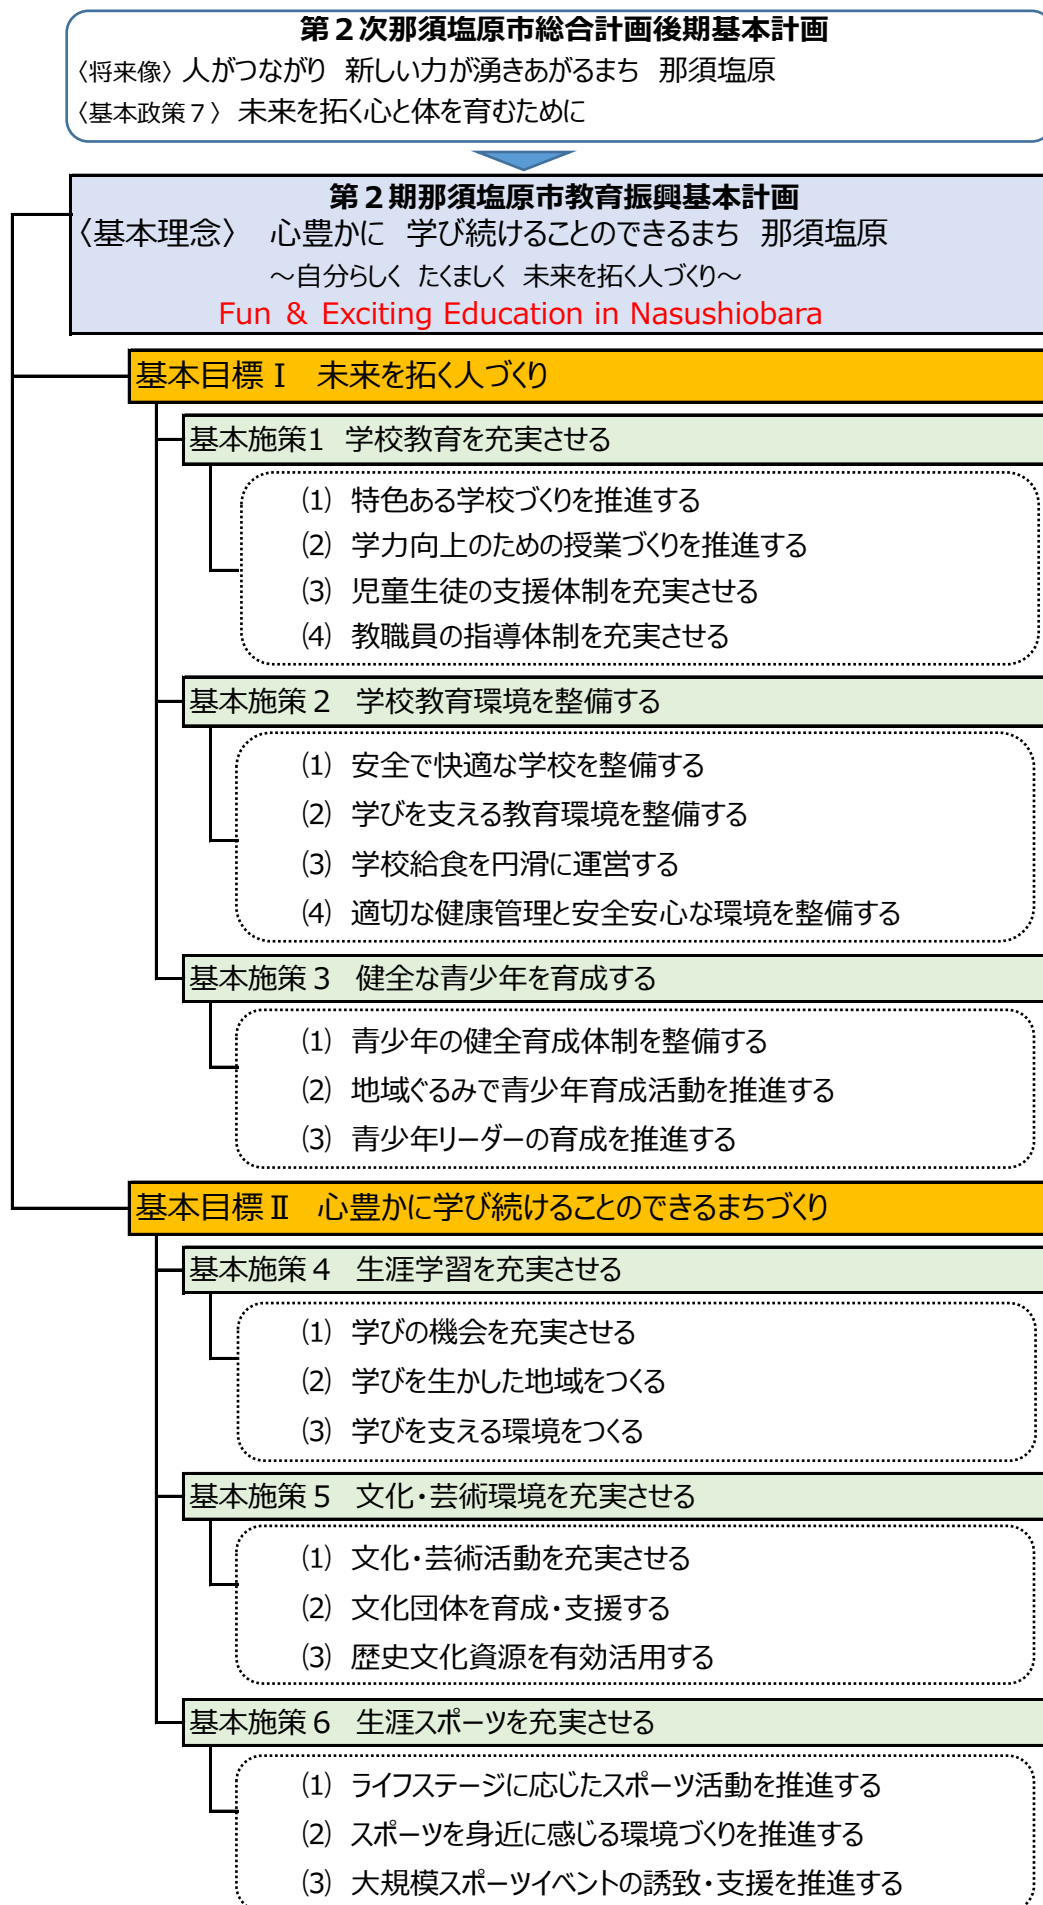 第２次那須塩原市総合計画後期基本計画
〈将来像〉 人がつながり 新しい力が湧きあがるまち 那須塩原
〈基本政策７〉 未来を拓く心と体を育むために
第２期那須塩原市教育振興基本計画
〈基本理念〉 心豊かに 学び続けることのできるまち 那須塩原
～自分らしく たくましく 未来を拓く人づくり～
Fun ＆ Exciting Education in Nasushiobara
基本目標Ⅰ 未来を拓く人づくり
基本施策1 学校教育を充実させる
⑴ 特色ある学校づくりを推進する
⑵ 学力向上のための授業づくりを推進する
⑶ 児童生徒の支援体制を充実させる
⑷ 教職員の指導体制を充実させる
基本施策２ 学校教育環境を整備する
⑴ 安全で快適な学校を整備する
⑵ 学びを支える教育環境を整備する
⑶ 学校給食を円滑に運営する
⑷ 適切な健康管理と安全安心な環境を整備する
基本施策３ 健全な青少年を育成する
⑴ 青少年の健全育成体制を整備する
⑵ 地域ぐるみで青少年育成活動を推進する
⑶ 青少年リーダーの育成を推進する
基本目標Ⅱ 心豊かに学び続けることのできるまちづくり
基本施策４ 生涯学習を充実させる
⑴ 学びの機会を充実させる
⑵ 学びを生かした地域をつくる
⑶ 学びを支える環境をつくる
基本施策５ 文化・芸術環境を充実させる
⑴ 文化・芸術活動を充実させる
⑵ 文化団体を育成・支援する
⑶ 歴史文化資源を有効活用する
基本施策６ 生涯スポーツを充実させる
⑴ ライフステージに応じたスポーツ活動を推進する
⑵ スポーツを身近に感じる環境づくりを推進する
⑶ 大規模スポーツイベントの誘致・支援を推進する